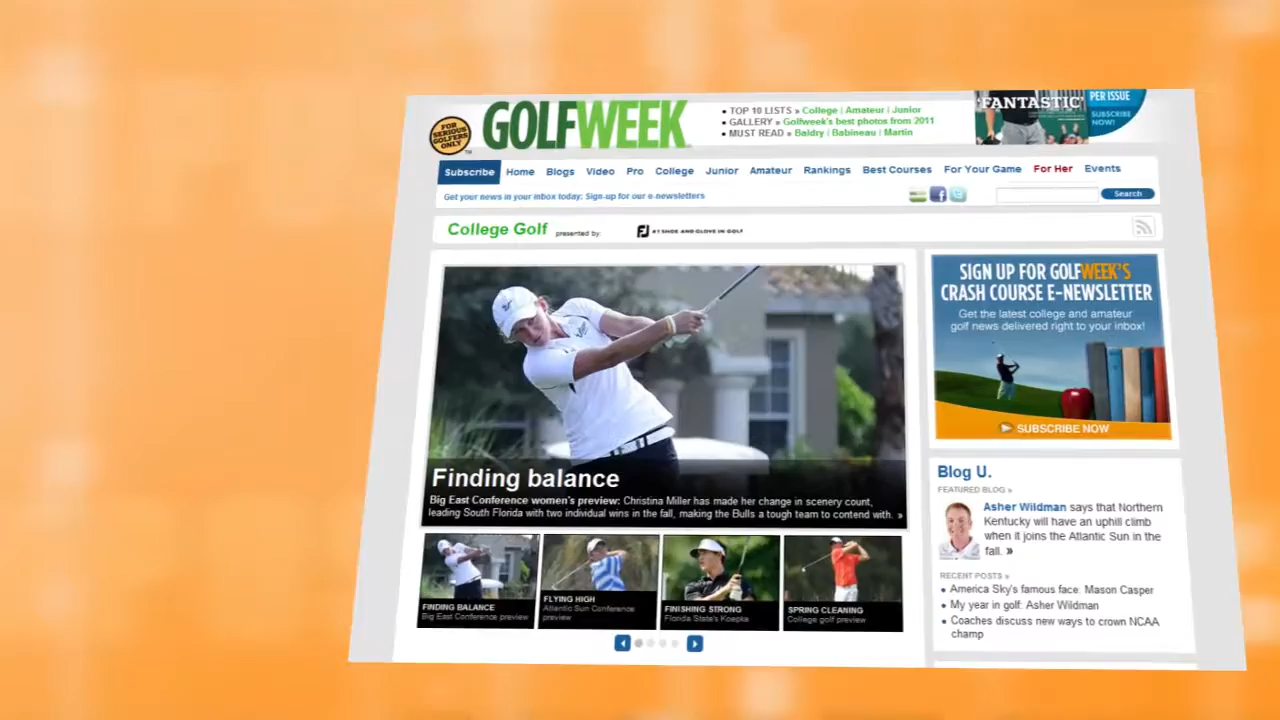 FOR
SERIOUS
GOLFERS
ONLY
TM
GOLFWEEK
• TOP 10 LISTS » College | Amateur | Junior
• GALLERY » Golfweek's best photos from 2011
• MUST READ » Baldry | Babineau | Martin
FANTASTIC
PER ISSUE
SUBSCRIBE
NOW!
Subscribe Home Blogs Video Pro College Junior Amateur Rankings Best Courses For Your Game For Her Events
Get your news in your inbox today: Sign-up for our e-newsletters
f t Search
College Golf presented by: FJ #1 SHOE AND GLOVE IN GOLF
SIGN UP FOR GOLFWEEK'S
CRASH COURSE E-NEWSLETTER
Get the latest college and amateur
golf news delivered right to your inbox!
SUBSCRIBE NOW
Finding balance
Big East Conference women's preview: Christina Miller has made her change in scenery count,
leading South Florida with two individual wins in the fall, making the Bulls a tough team to contend with. »
FINDING BALANCE
Big East Conference preview
FLYING HIGH
Atlantic Sun Conference
preview
FINISHING STRONG
Florida State's Koepka
SPRING CLEANING
College golf preview
Blog U.
FEATURED BLOG »
Asher Wildman says that Northern
Kentucky will have an uphill climb
when it joins the Atlantic Sun in the
fall. »
RECENT POSTS »
• America Sky's famous face: Mason Casper
• My year in golf: Asher Wildman
• Coaches discuss new ways to crown NCAA
champ